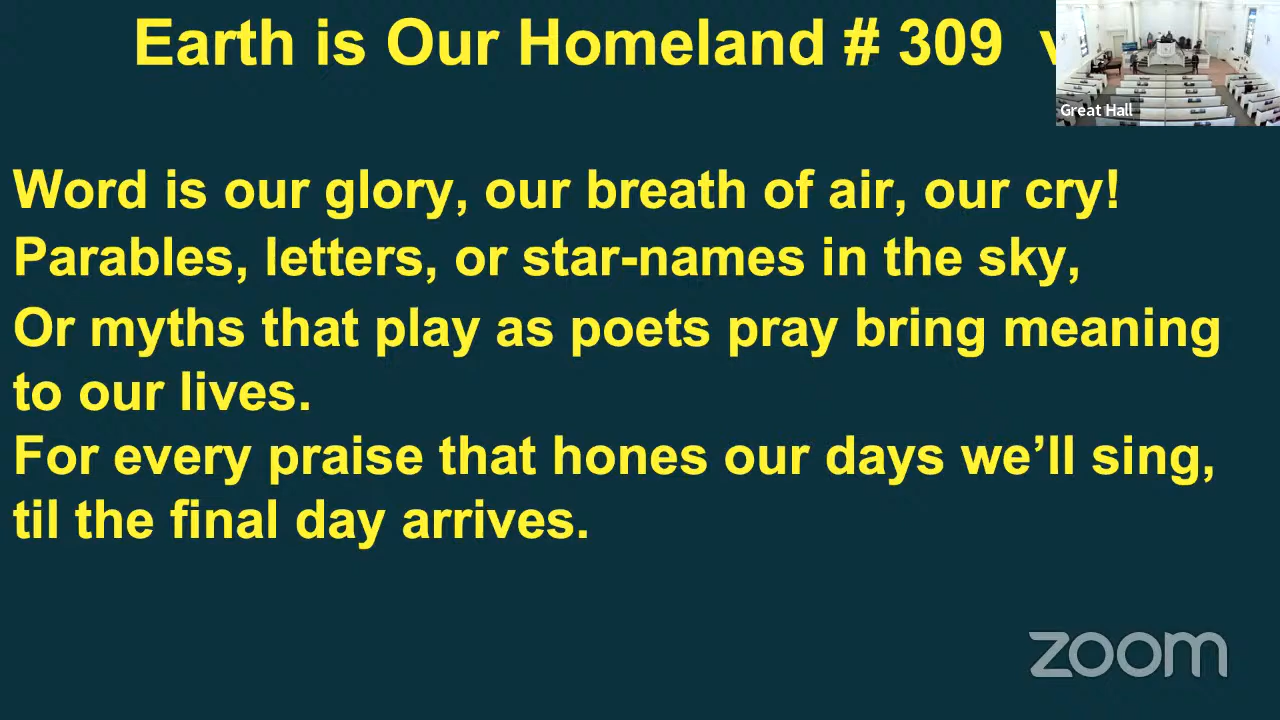 Earth is Our Homeland # 309 v
Great Hall
Word is our glory, our breath of air, our cry!
Parables, letters, or star-names in the sky,
Or myths that play as poets pray bring meaning
to our lives.
For every praise that hones our days we’ll sing,
til the final day arrives.
zoom